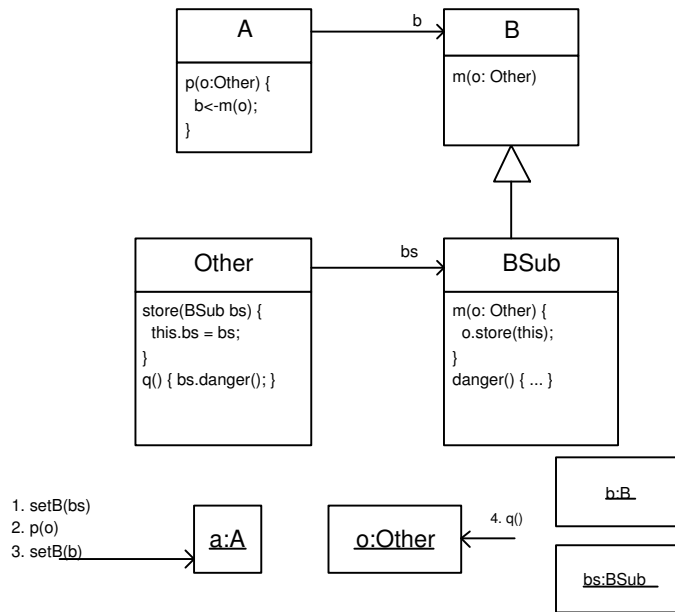 A
b
B
p(o:Other) {
b<-m(o);
}
m(o: Other)
Other
bs
BSub
store(BSub bs) {
this.bs = bs;
}
q() { bs.danger(); }
m(o: Other) {
o.store(this);
}
danger() { ... }
1. setB(bs)
2. p(o)
3. setB(b)
a:A
o:Other
4. q()
b:B
bs:BSub